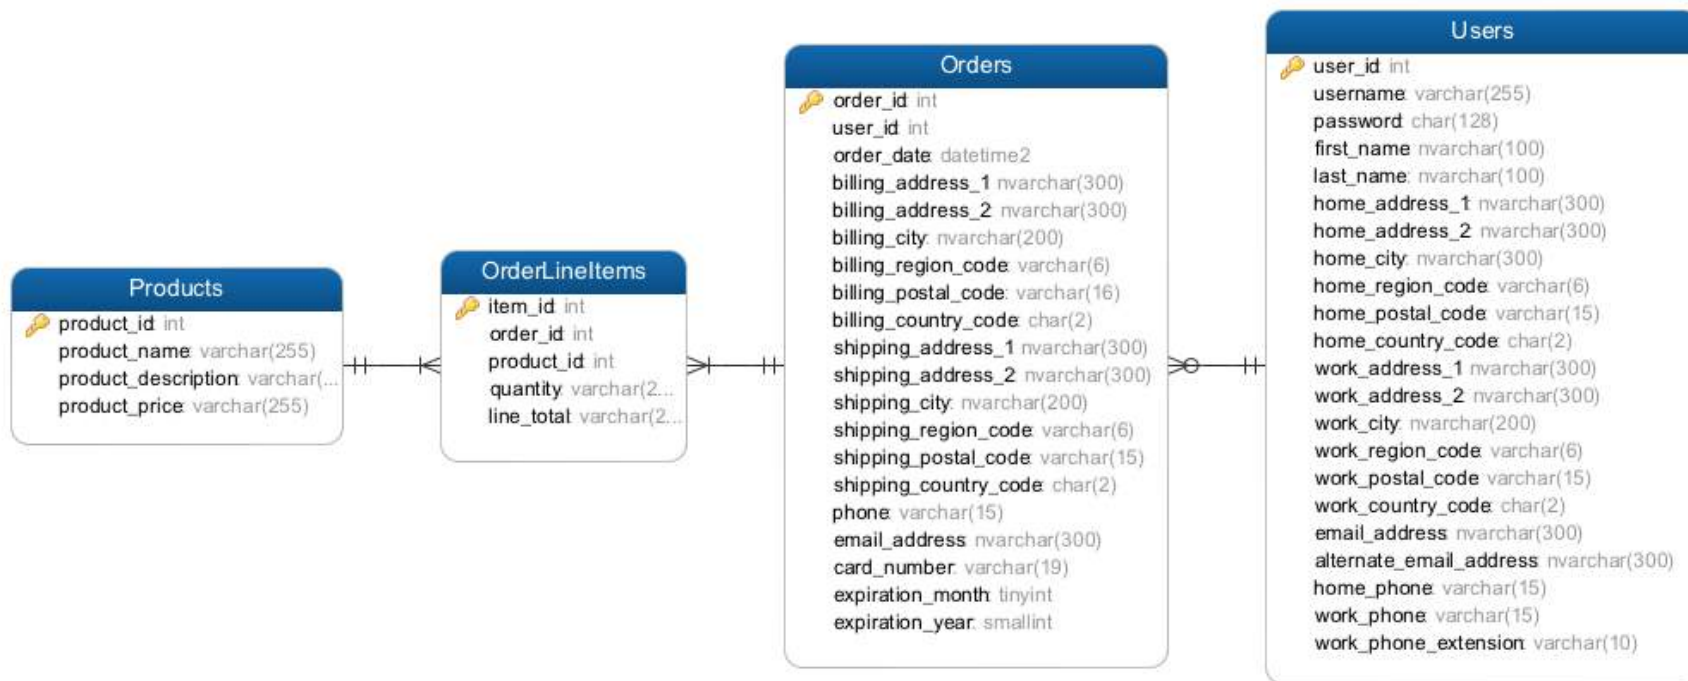 Products
product_id: int
product_name: varchar(255)
product_description: varchar(...
product_price: varchar(255)
OrderLineItems
item_id: int
order_id: int
product_id: int
quantity: varchar(2...
line_total: varchar(2...
Orders
order_id: int
user_id: int
order_date: datetime2
billing_address_1: nvarchar(300)
billing_address_2: nvarchar(300)
billing_city: nvarchar(200)
billing_region_code: varchar(6)
billing_postal_code: varchar(16)
billing_country_code: char(2)
shipping_address_1: nvarchar(300)
shipping_address_2: nvarchar(300)
shipping_city: nvarchar(200)
shipping_region_code: varchar(6)
shipping_postal_code: varchar(15)
shipping_country_code: char(2)
phone: varchar(15)
email_address: nvarchar(300)
card_number: varchar(19)
expiration_month: tinyint
expiration_year: smallint
Users
user_id: int
username: varchar(255)
password: char(128)
first_name: nvarchar(100)
last_name: nvarchar(100)
home_address_1: nvarchar(300)
home_address_2: nvarchar(300)
home_city: nvarchar(300)
home_region_code: varchar(6)
home_postal_code: varchar(15)
home_country_code: char(2)
work_address_1: nvarchar(300)
work_address_2: nvarchar(300)
work_city: nvarchar(200)
work_region_code: varchar(6)
work_postal_code: varchar(15)
work_country_code: char(2)
email_address: nvarchar(300)
alternate_email_address: nvarchar(300)
home_phone: varchar(15)
work_phone: varchar(15)
work_phone_extension: varchar(10)